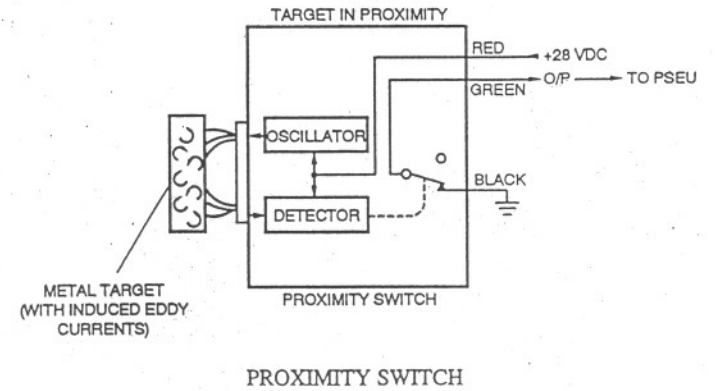 TARGET IN PROXIMITY
RED
+28 VDC
O/P
TO PSEU
GREEN
OSCILLATOR
BLACK
DETECTOR
METAL TARGET
(WITH INDUCED EDDY
CURRENTS)
PROXIMITY SWITCH
PROXIMITY SWITCH